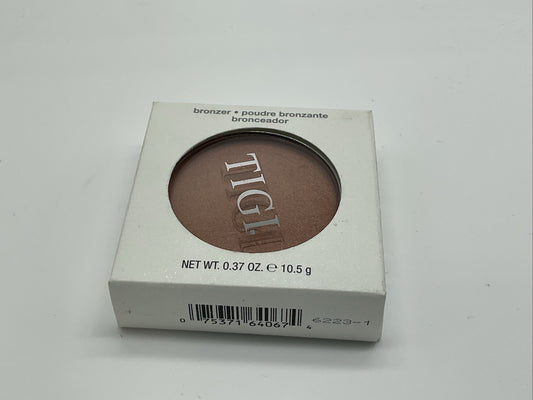 bronzer • poudre bronzante
bronceador
TIGI
NET WT. 0.37 OZ. ℮ 10.5 g
0 75371 64067 4
6223-1